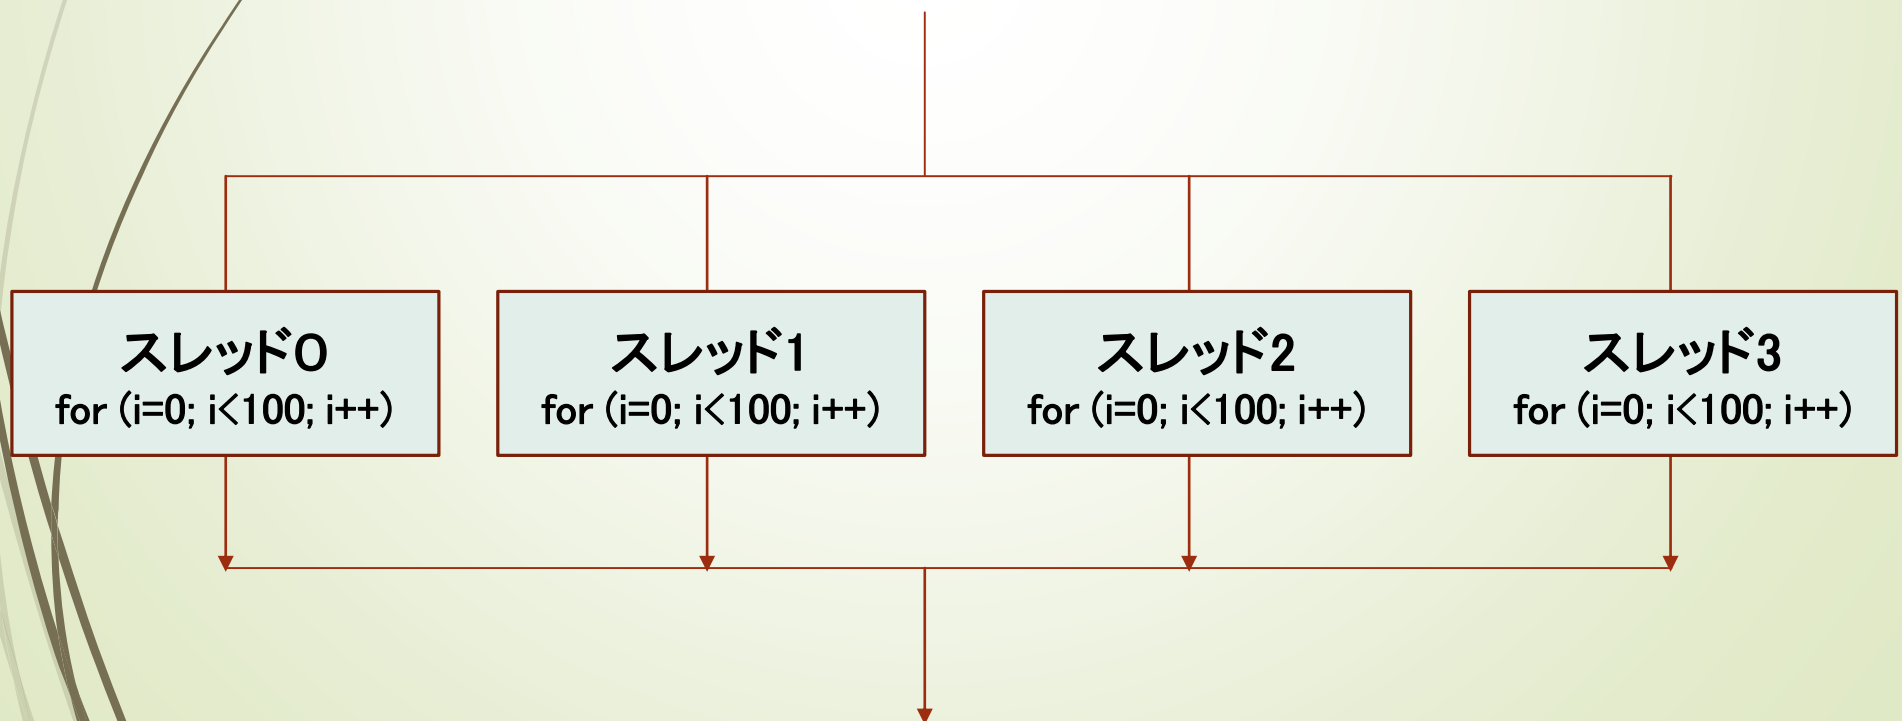 スレッド0
for (i=0; i<100; i++)
スレッド1
for (i=0; i<100; i++)
スレッド2
for (i=0; i<100; i++)
スレッド3
for (i=0; i<100; i++)